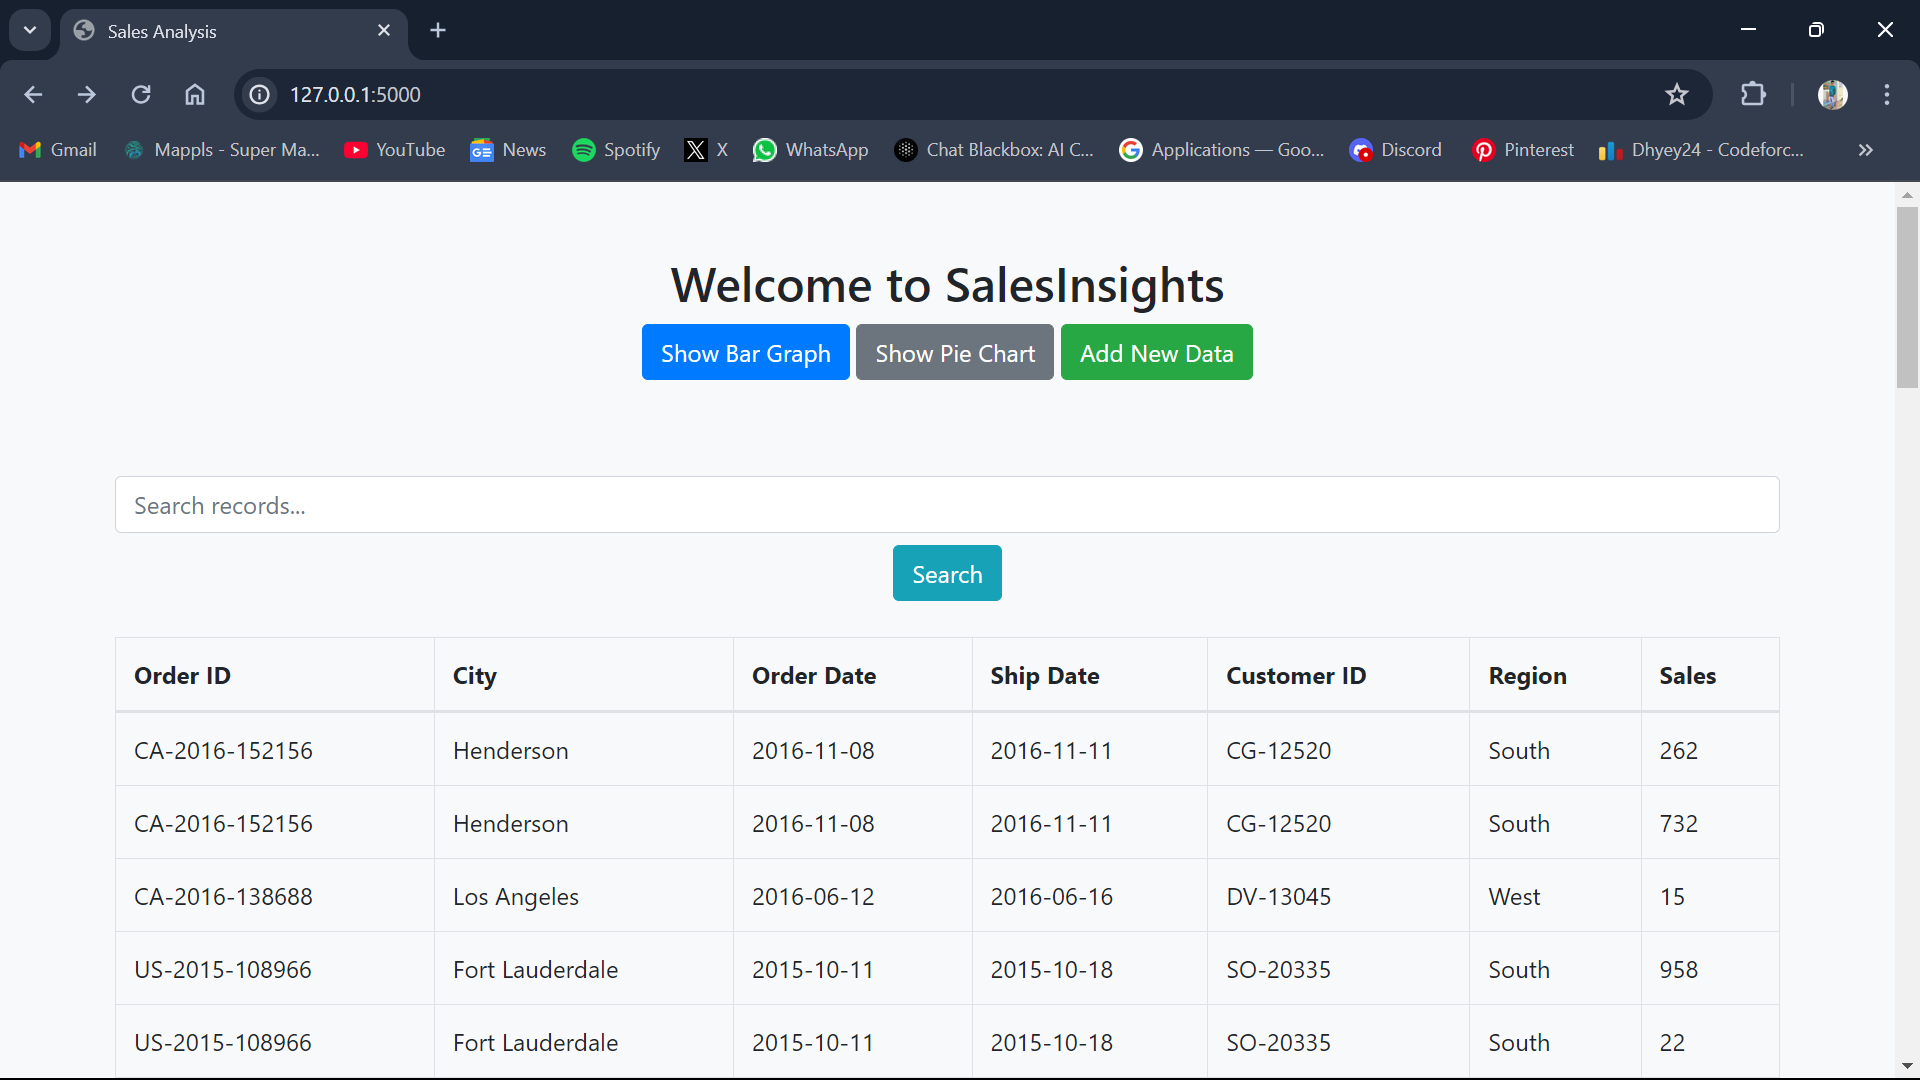 Sales Analysis
127.0.0.1:5000
Gmail Mappls - Super Ma... YouTube News Spotify X WhatsApp Chat Blackbox: AI C... Applications — Goo... Discord Pinterest Dhyey24 - Codeforc...
Welcome to SalesInsights
Show Bar Graph Show Pie Chart Add New Data
Search records...
Search
Order ID City Order Date Ship Date Customer ID Region Sales
CA-2016-152156 Henderson 2016-11-08 2016-11-11 CG-12520 South 262
CA-2016-152156 Henderson 2016-11-08 2016-11-11 CG-12520 South 732
CA-2016-138688 Los Angeles 2016-06-12 2016-06-16 DV-13045 West 15
US-2015-108966 Fort Lauderdale 2015-10-11 2015-10-18 SO-20335 South 958
US-2015-108966 Fort Lauderdale 2015-10-11 2015-10-18 SO-20335 South 22